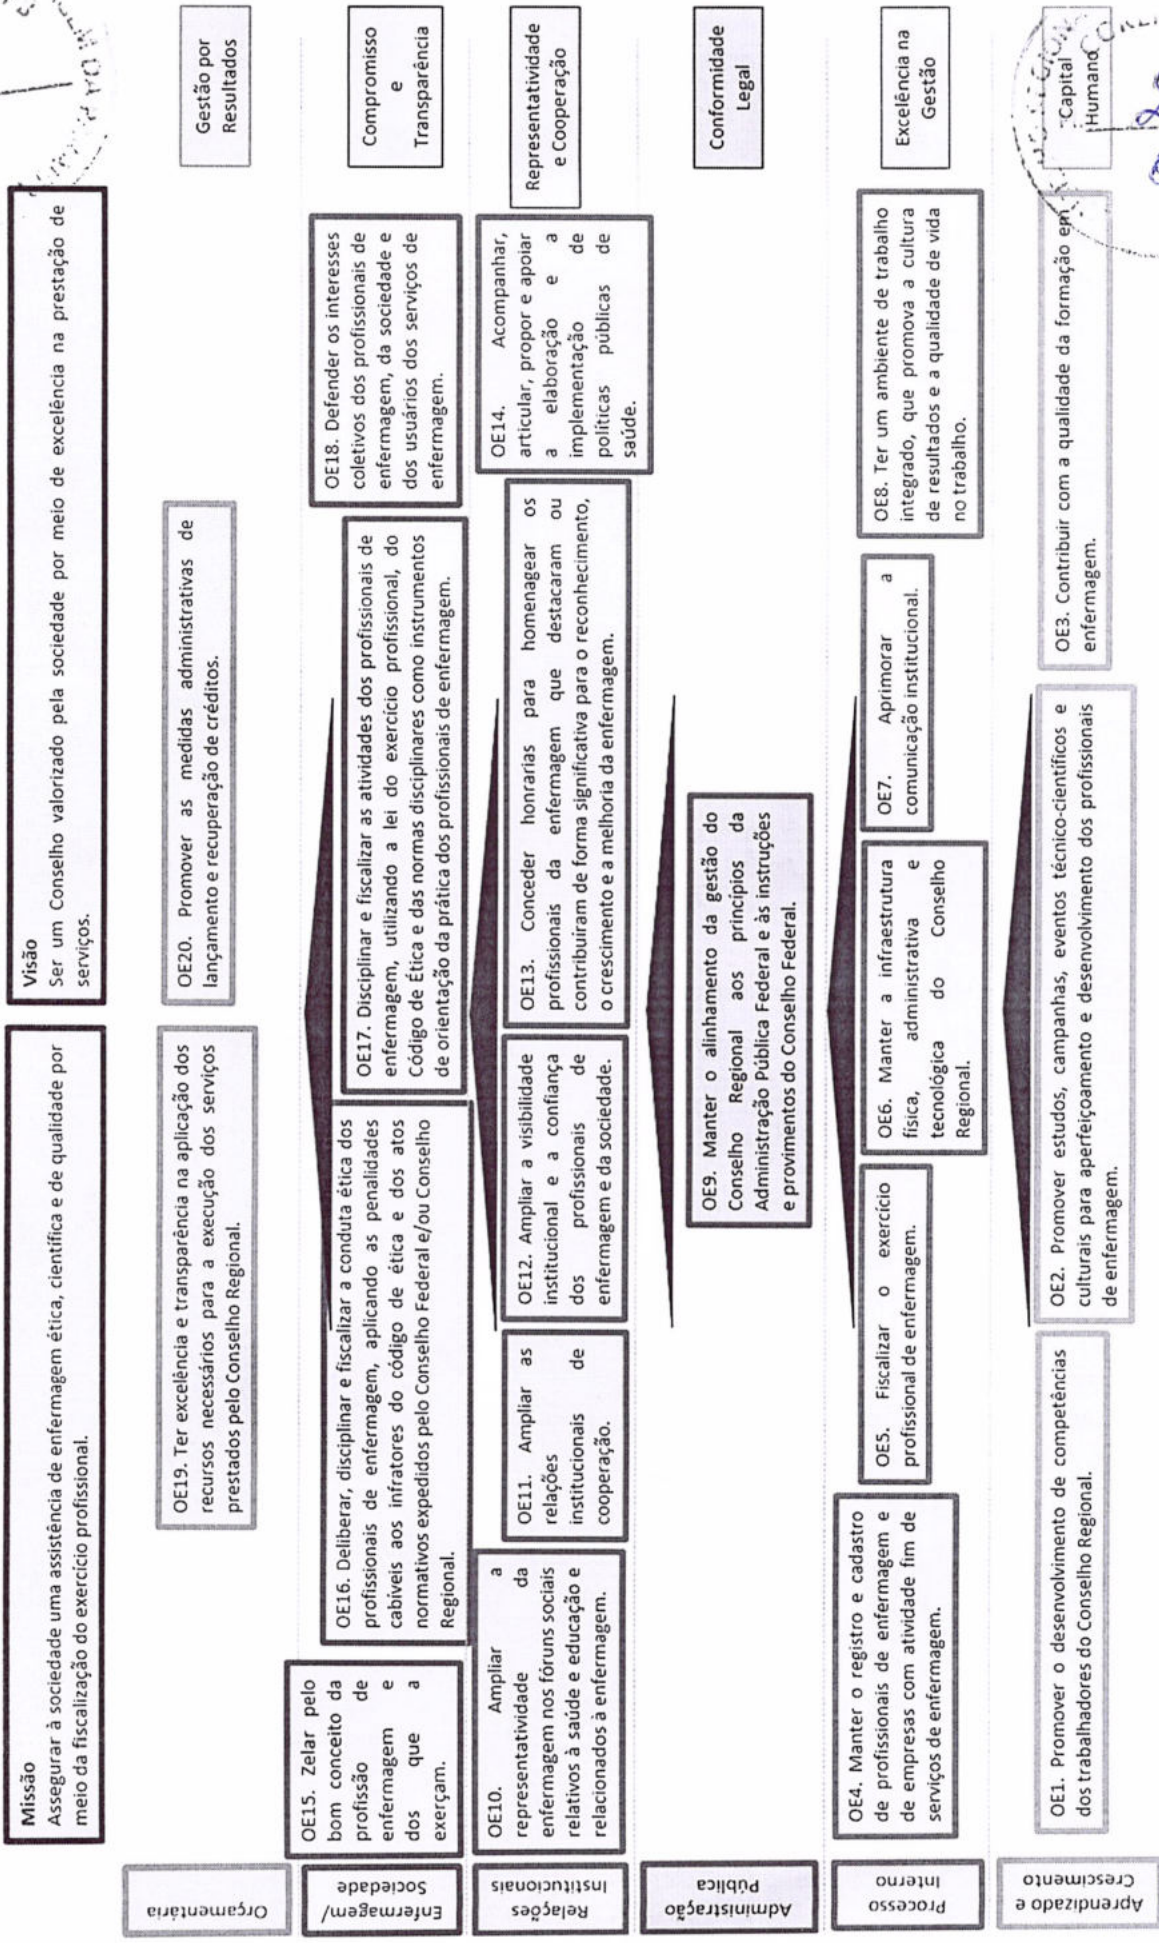 Missão
Assegurar à sociedade uma assistência de enfermagem ética, científica e de qualidade por
meio da fiscalização do exercício profissional.
Visão
Ser um Conselho valorizado pela sociedade por meio de excelência na prestação de
serviços.
Orçamentária
OE19. Ter excelência e transparência na aplicação dos
recursos necessários para a execução dos serviços
prestados pelo Conselho Regional.
OE20. Promover as medidas administrativas de
lançamento e recuperação de créditos.
Gestão por
Resultados
Enfermagem/
Sociedade
OE15. Zelar pelo
bom conceito da
profissão de
enfermagem e
dos que a
exerçam.
OE16. Deliberar, disciplinar e fiscalizar a conduta ética dos
profissionais de enfermagem, aplicando as penalidades
cabíveis aos infratores do código de ética e dos atos
normativos expedidos pelo Conselho Federal e/ou Conselho
Regional.
OE17. Disciplinar e fiscalizar as atividades dos profissionais de
enfermagem, utilizando a lei do exercício profissional, do
Código de Ética e das normas disciplinares como instrumentos
de orientação da prática dos profissionais de enfermagem.
OE18. Defender os interesses
coletivos dos profissionais de
enfermagem, da sociedade e
dos usuários dos serviços de
enfermagem.
Compromisso
e
Transparência
Relações
Institucionais
OE10. Ampliar a
representatividade da
enfermagem nos fóruns sociais
relativos à saúde e educação e
relacionados à enfermagem.
OE11. Ampliar as
relações
institucionais de
cooperação.
OE12. Ampliar a visibilidade
institucional e a confiança
dos profissionais de
enfermagem e da sociedade.
OE13. Conceder honrarias para homenagear os
profissionais da enfermagem que destacaram ou
contribuíram de forma significativa para o reconhecimento,
o crescimento e a melhoria da enfermagem.
OE14. Acompanhar,
articular, propor e apoiar
a elaboração e a
implementação de
políticas públicas de
saúde.
Representatividade
e Cooperação
Administração
Pública
OE9. Manter o alinhamento da gestão do
Conselho Regional aos princípios da
Administração Pública Federal e às instruções
e provimentos do Conselho Federal.
Conformidade
Legal
Processo
Interno
OE4. Manter o registro e cadastro
de profissionais de enfermagem e
de empresas com atividade fim de
serviços de enfermagem.
OE5. Fiscalizar o exercício
profissional de enfermagem.
OE6. Manter a infraestrutura
física, administrativa e
tecnológica do Conselho
Regional.
OE7. Aprimorar a
comunicação institucional.
OE8. Ter um ambiente de trabalho
integrado, que promova a cultura
de resultados e a qualidade de vida
no trabalho.
Excelência na
Gestão
Aprendizado e
Crescimento
OE1. Promover o desenvolvimento de competências
dos trabalhadores do Conselho Regional.
OE2. Promover estudos, campanhas, eventos técnico-científicos e
culturais para aperfeiçoamento e desenvolvimento dos profissionais
de enfermagem.
OE3. Contribuir com a qualidade da formação em
enfermagem.
Capital
Humano